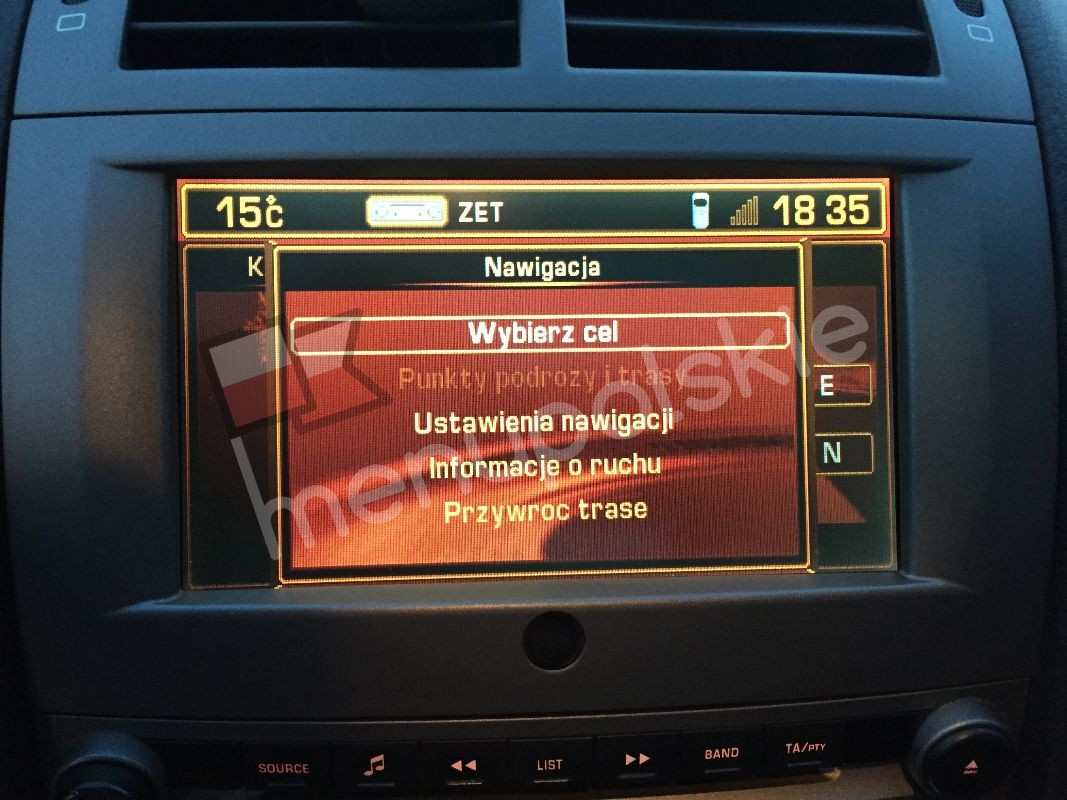 15°C ZET 18 35
K
Nawigacja
Wybierz cel
Punkty podrozy i trasy
E
Ustawienia nawigacji
N
Informacje o ruchu
Przywroc trase
menupolskie
SOURCE LIST BAND TA/PTY